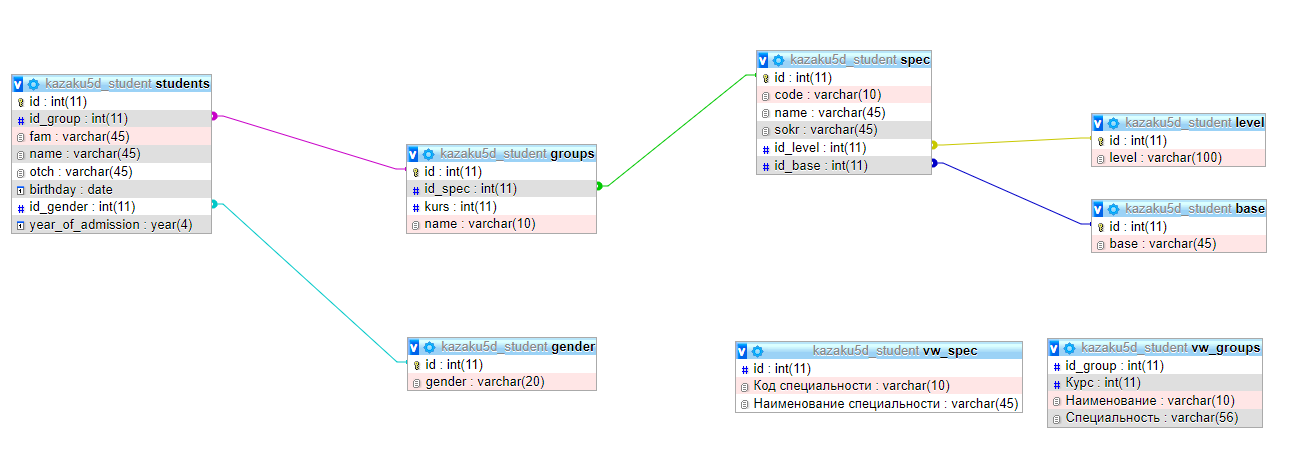 kazaku5d_student students
id : int(11)
id_group : int(11)
fam : varchar(45)
name : varchar(45)
otch : varchar(45)
birthday : date
id_gender : int(11)
year_of_admission : year(4)
kazaku5d_student groups
id : int(11)
id_spec : int(11)
kurs : int(11)
name : varchar(10)
kazaku5d_student spec
id : int(11)
code : varchar(10)
name : varchar(45)
sokr : varchar(45)
id_level : int(11)
id_base : int(11)
kazaku5d_student level
id : int(11)
level : varchar(100)
kazaku5d_student base
id : int(11)
base : varchar(45)
kazaku5d_student gender
id : int(11)
gender : varchar(20)
kazaku5d_student vw_spec
id : int(11)
Код специальности : varchar(10)
Наименование специальности : varchar(45)
kazaku5d_student vw_groups
id_group : int(11)
Курс : int(11)
Наименование : varchar(10)
Специальность : varchar(56)